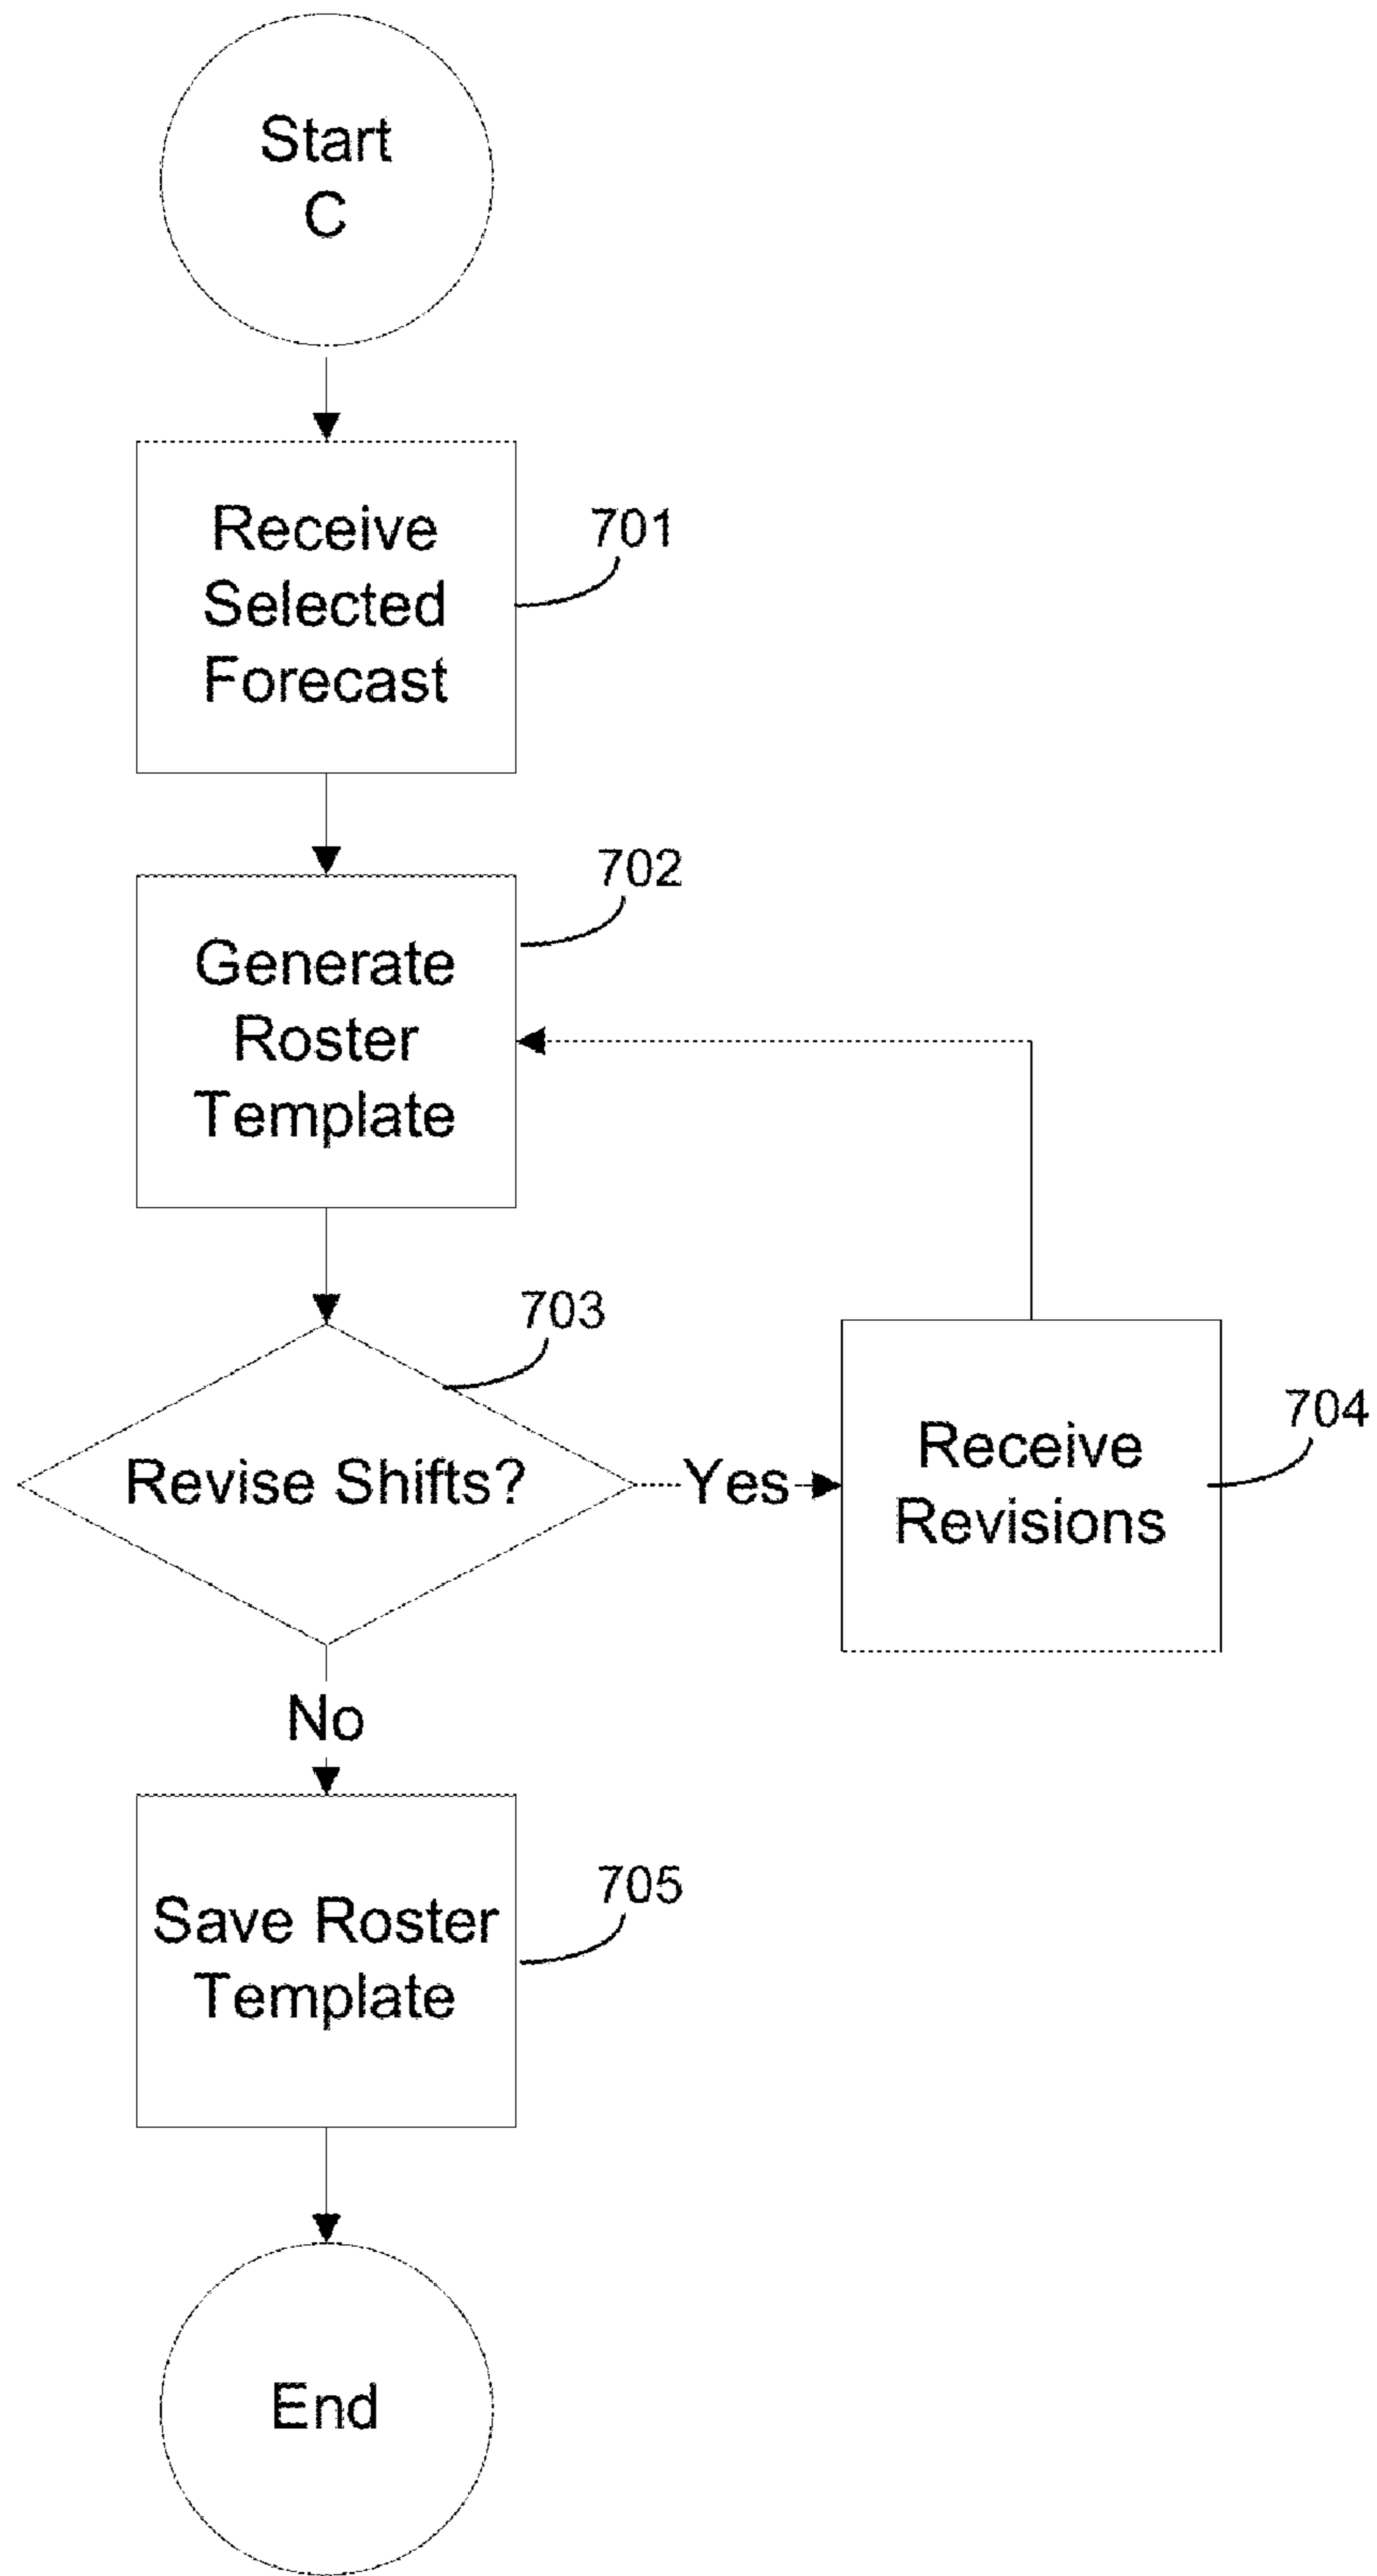 Start
C
701
Receive
Selected
Forecast
702
Generate
Roster
Template
703
Revise Shifts?
Yes
704
Receive
Revisions
No
705
Save Roster
Template
End